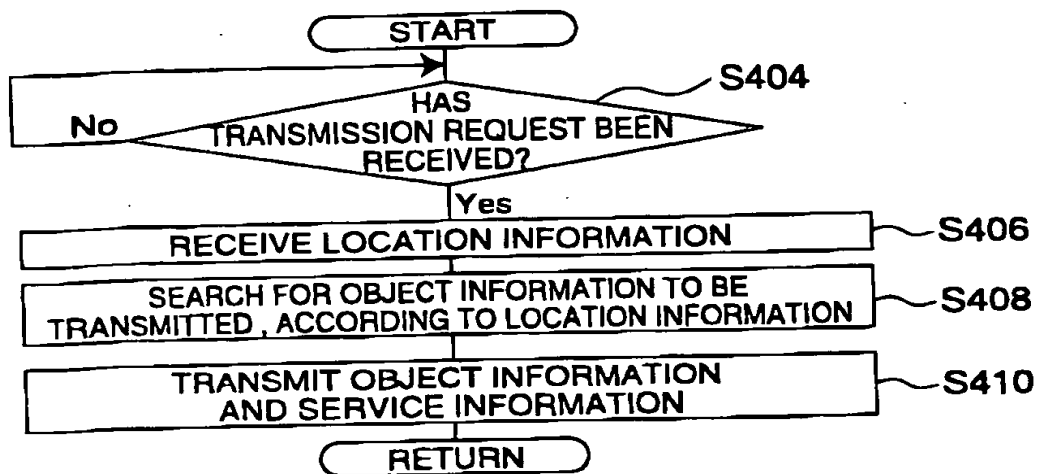 START
S404
HAS
TRANSMISSION REQUEST BEEN
RECEIVED?
No
Yes
RECEIVE LOCATION INFORMATION
S406
SEARCH FOR OBJECT INFORMATION TO BE
TRANSMITTED , ACCORDING TO LOCATION INFORMATION
S408
TRANSMIT OBJECT INFORMATION
AND SERVICE INFORMATION
S410
RETURN